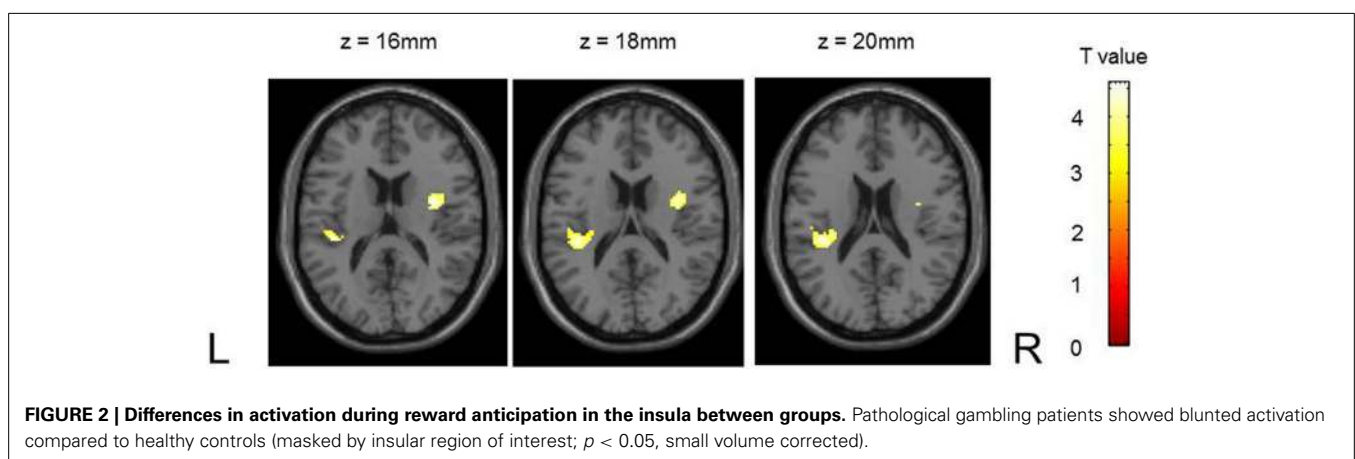 z = 16mm
z = 18mm
z = 20mm
T value
4
3
2
1
0
L
R
FIGURE 2 | Differences in activation during reward anticipation in the insula between groups. Pathological gambling patients showed blunted activation
compared to healthy controls (masked by insular region of interest; p < 0.05, small volume corrected).